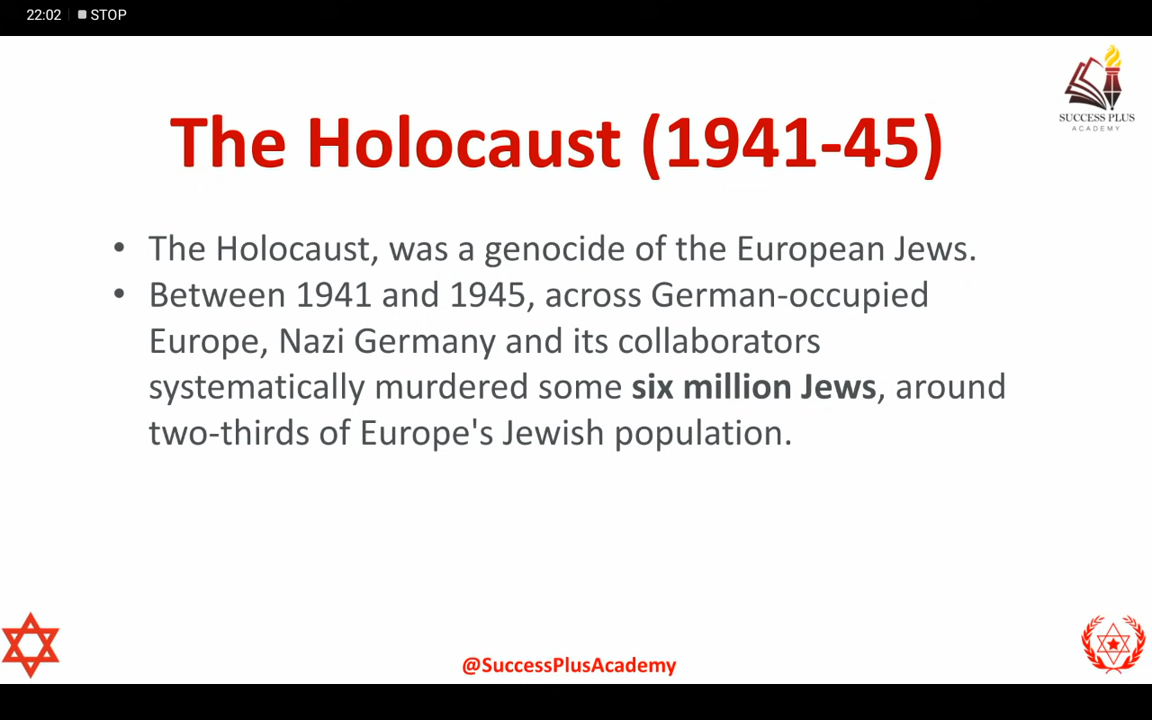 22:02 STOP
SUCCESS PLUS
ACADEMY
The Holocaust (1941-45)
• The Holocaust, was a genocide of the European Jews.
• Between 1941 and 1945, across German-occupied
Europe, Nazi Germany and its collaborators
systematically murdered some six million Jews, around
two-thirds of Europe's Jewish population.
@SuccessPlusAcademy